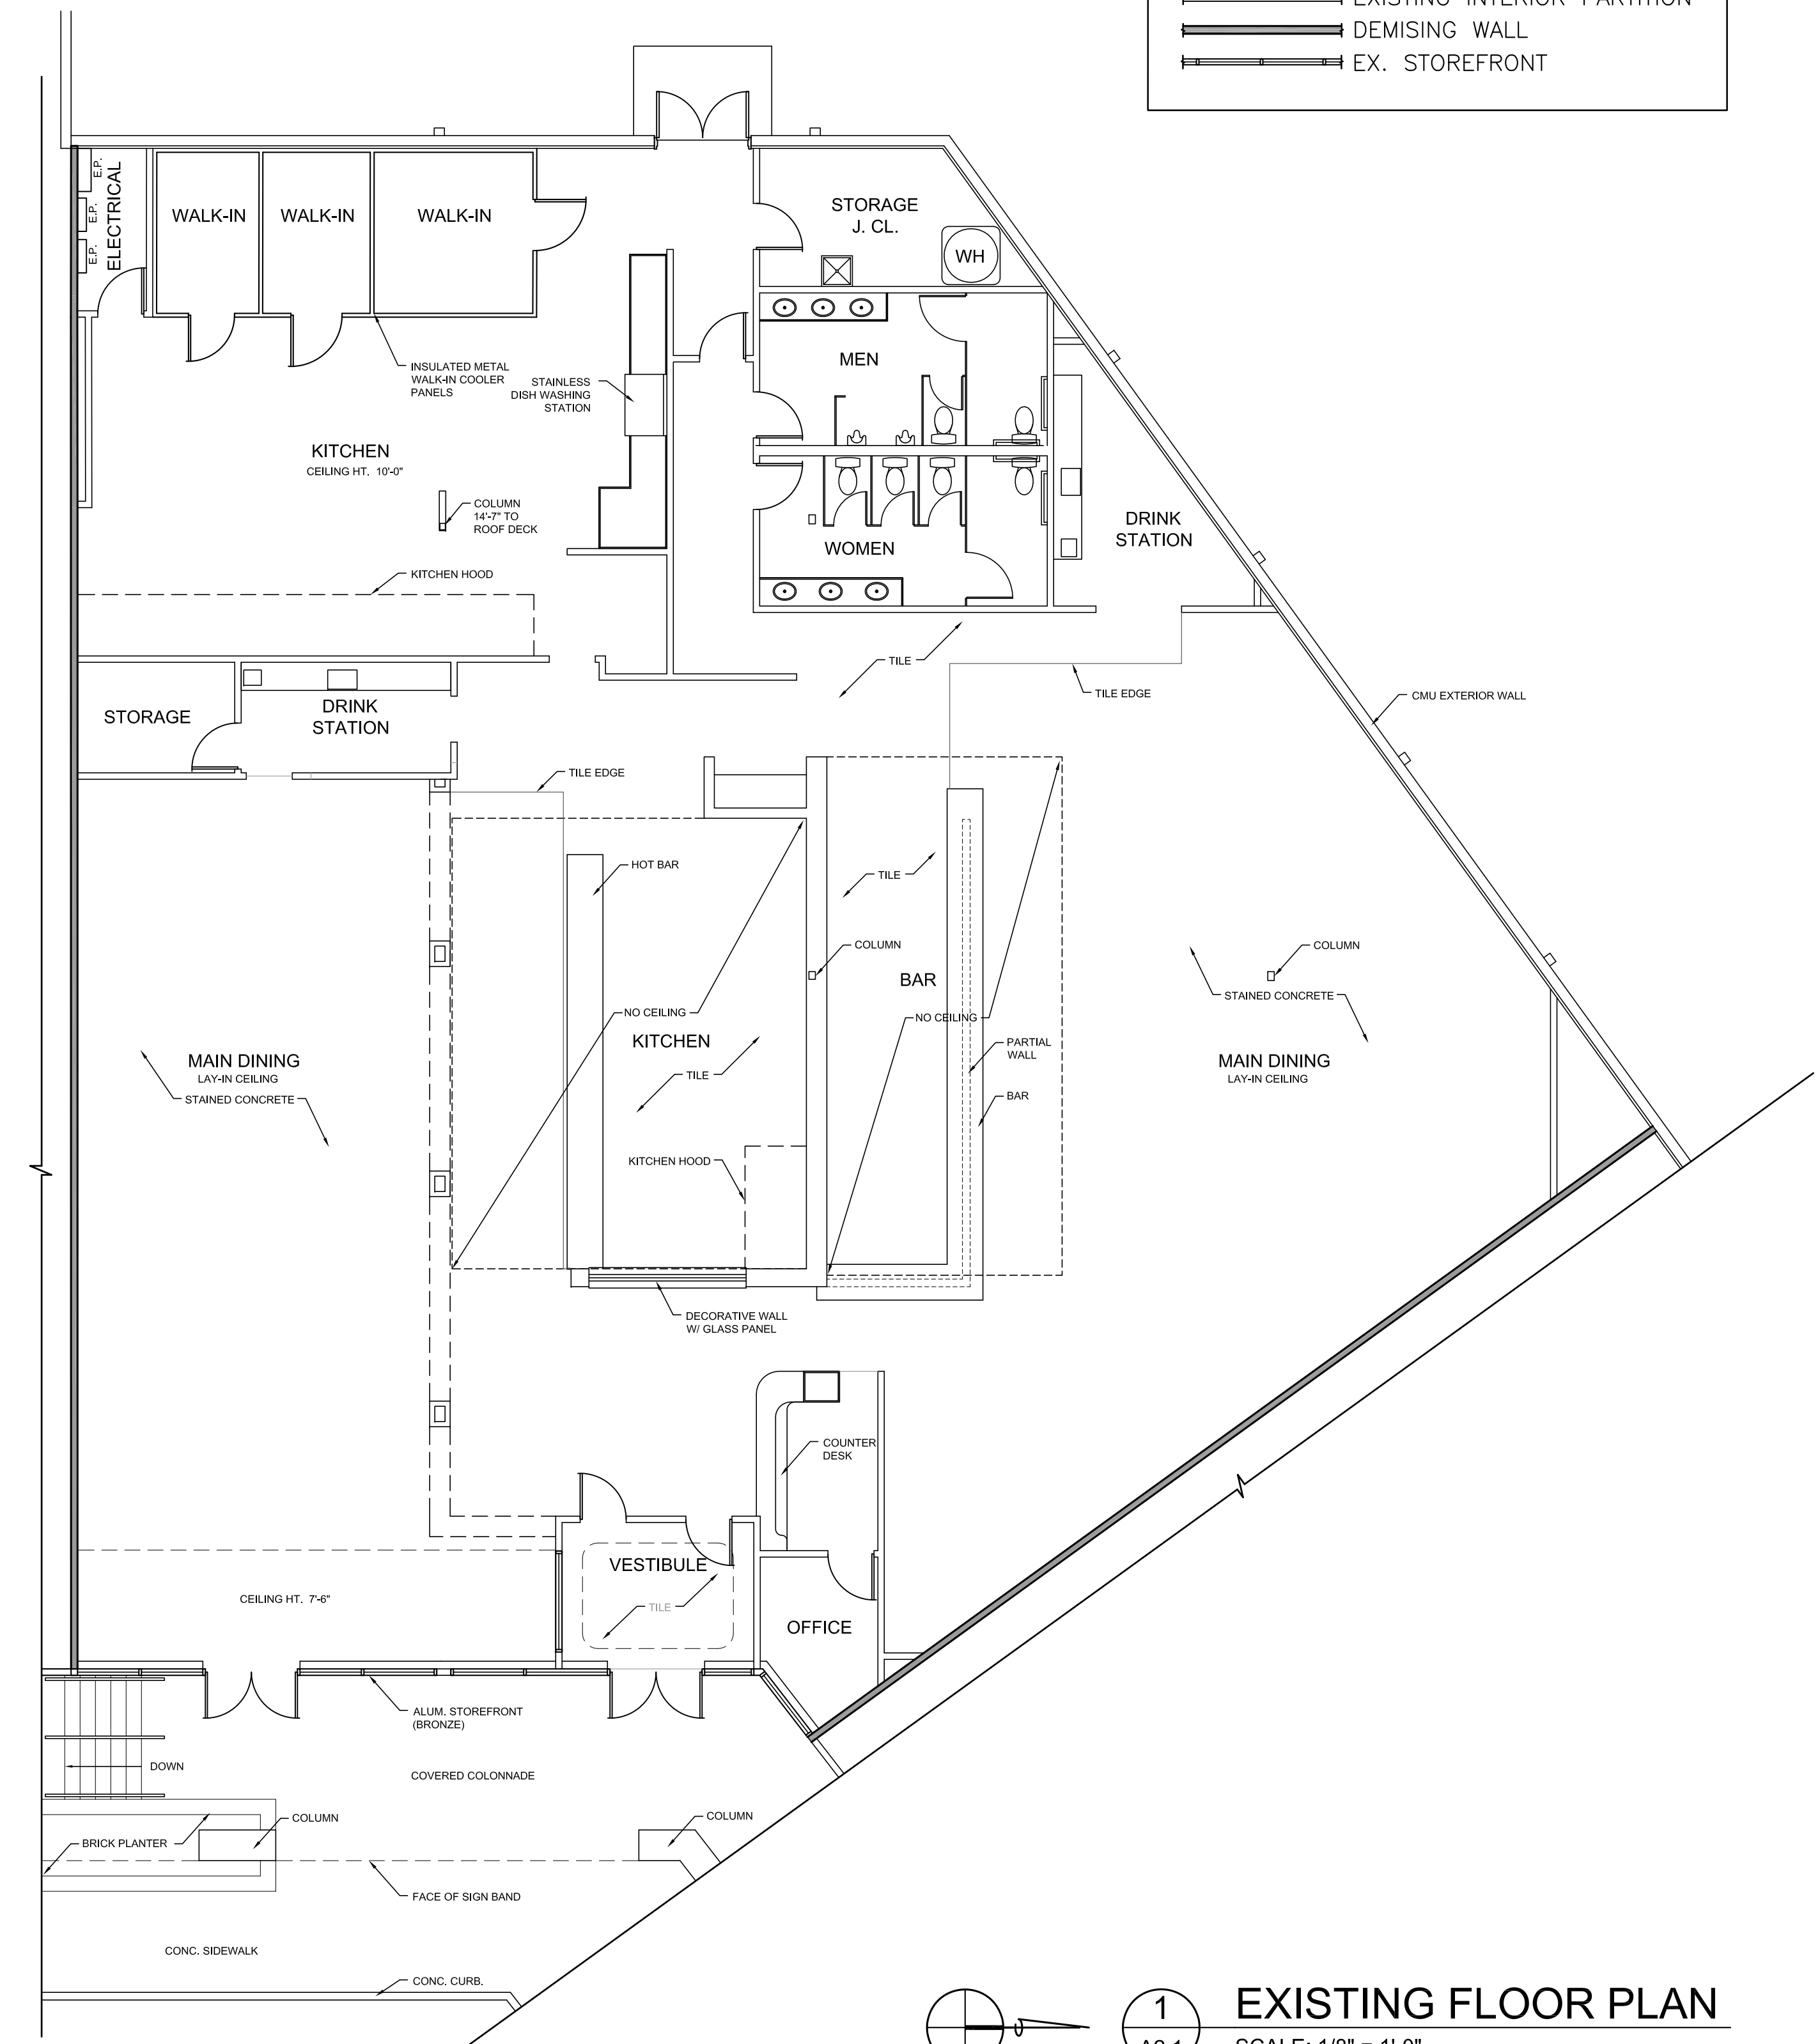 EXISTING INTERIOR PARTITION
DEMISING WALL
EX. STOREFRONT
E.P.
E.P.
E.P.
ELECTRICAL
WALK-IN
WALK-IN
WALK-IN
STORAGE
J. CL.
WH
INSULATED METAL
WALK-IN COOLER
PANELS
STAINLESS
DISH WASHING
STATION
MEN
KITCHEN
CEILING HT. 10'-0"
COLUMN
14'-7" TO
ROOF DECK
WOMEN
DRINK
STATION
KITCHEN HOOD
TILE
TILE EDGE
CMU EXTERIOR WALL
STORAGE
DRINK
STATION
TILE EDGE
HOT BAR
TILE
COLUMN
BAR
COLUMN
STAINED CONCRETE
NO CEILING
NO CEILING
KITCHEN
PARTIAL
WALL
MAIN DINING
LAY-IN CEILING
STAINED CONCRETE
TILE
BAR
MAIN DINING
LAY-IN CEILING
KITCHEN HOOD
DECORATIVE WALL
W/ GLASS PANEL
COUNTER
DESK
VESTIBULE
TILE
CEILING HT. 7'-6"
OFFICE
ALUM. STOREFRONT
(BRONZE)
DOWN
COVERED COLONNADE
COLUMN
COLUMN
BRICK PLANTER
FACE OF SIGN BAND
CONC. SIDEWALK
CONC. CURB.
1
EXISTING FLOOR PLAN
SCALE: 1/8" = 1'-0"